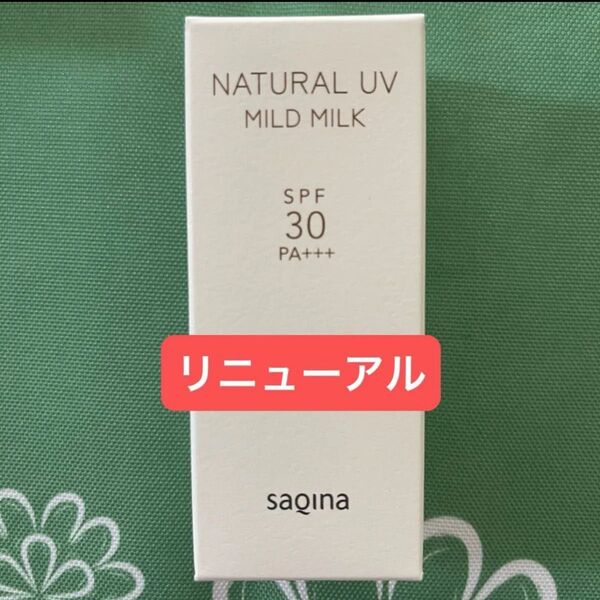 NATURAL UV
MILD MILK
SPF
30
PA+++
リニューアル
saQina